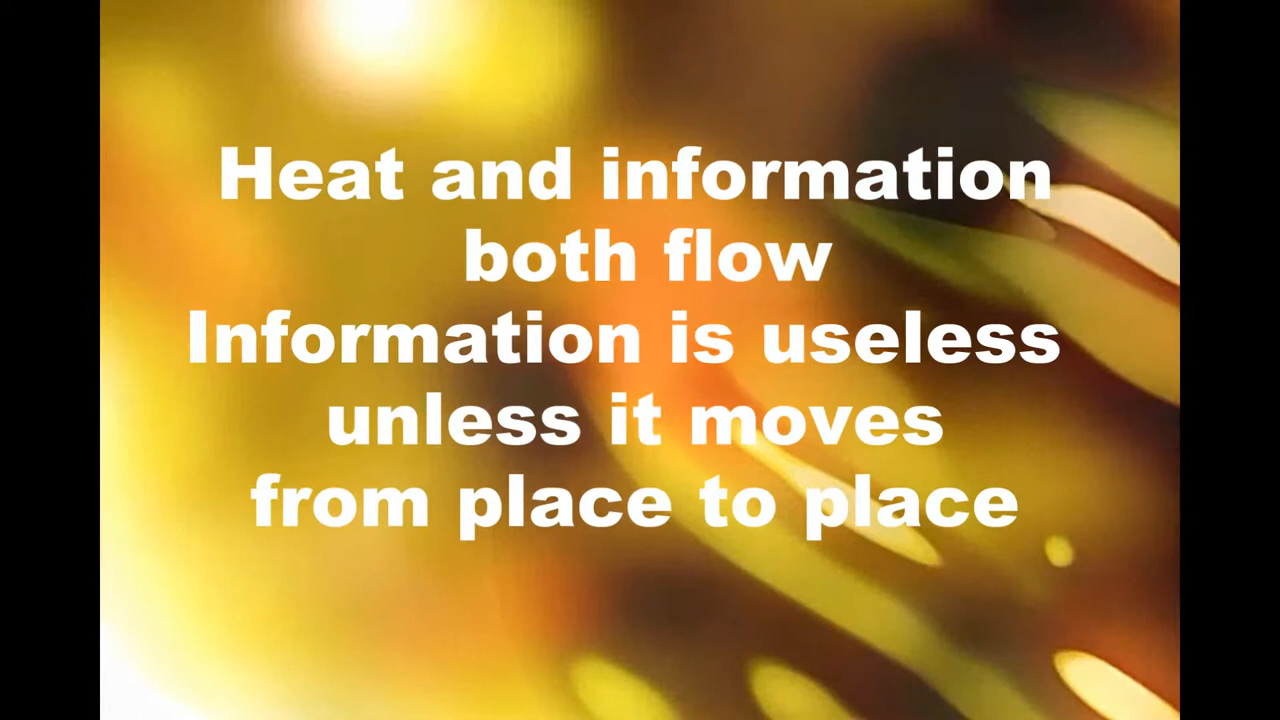 Heat and information
both flow
Information is useless
unless it moves
from place to place